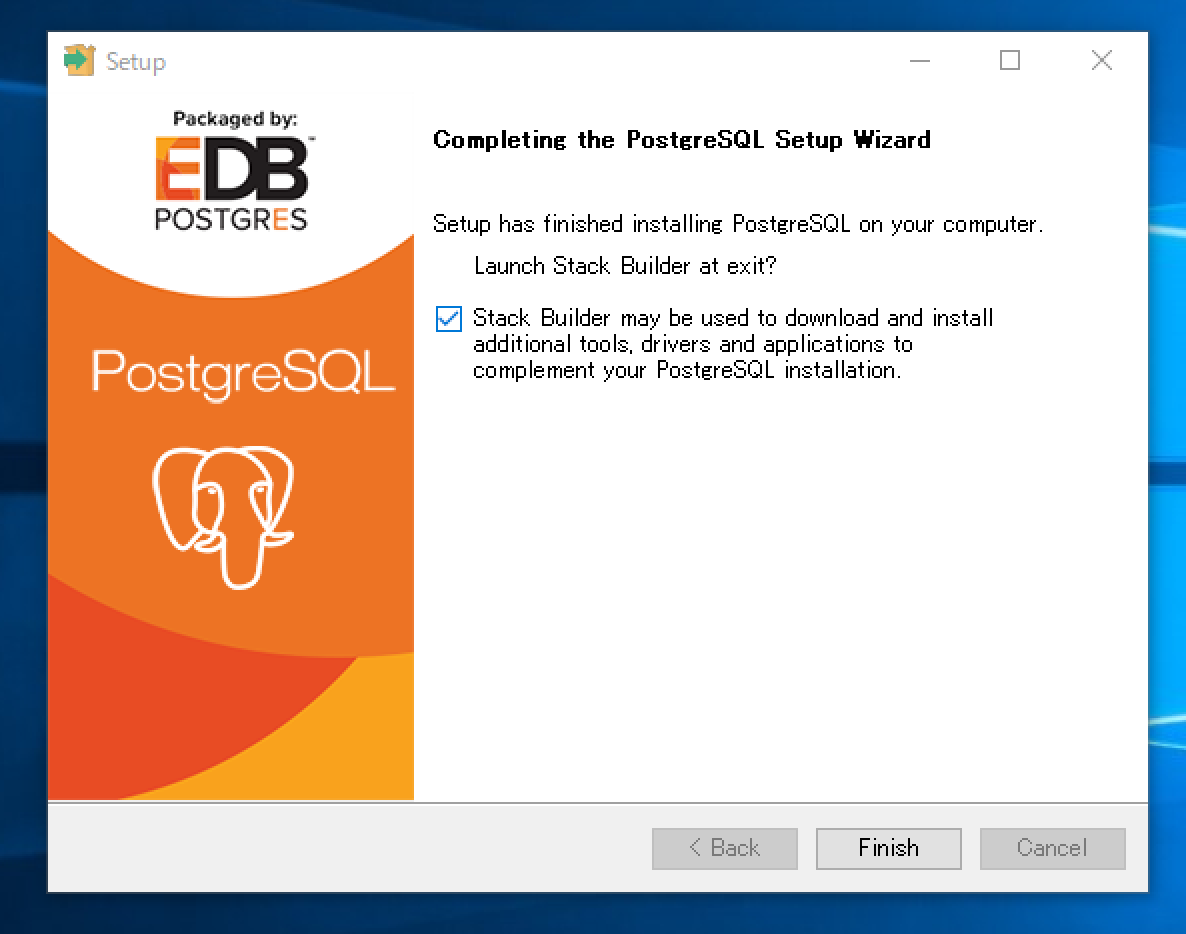 Setup
Packaged by:
EDB™
POSTGRES
PostgreSQL
Completing the PostgreSQL Setup Wizard
Setup has finished installing PostgreSQL on your computer.
Launch Stack Builder at exit?
Stack Builder may be used to download and install
additional tools, drivers and applications to
complement your PostgreSQL installation.
< Back
Finish
Cancel